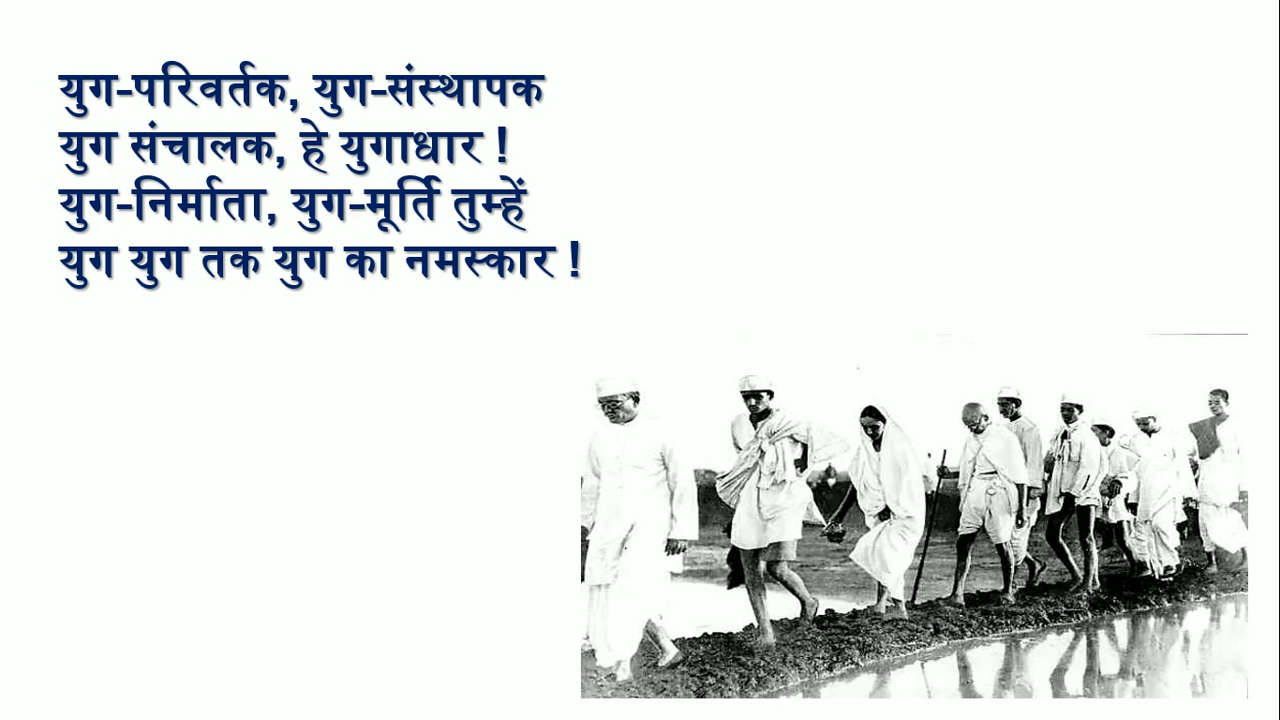 युग-परिवर्तक, युग-संस्थापक
युग संचालक, हे युगाधार !
युग-निर्माता, युग-मूर्ति तुम्हें
युग युग तक युग का नमस्कार !